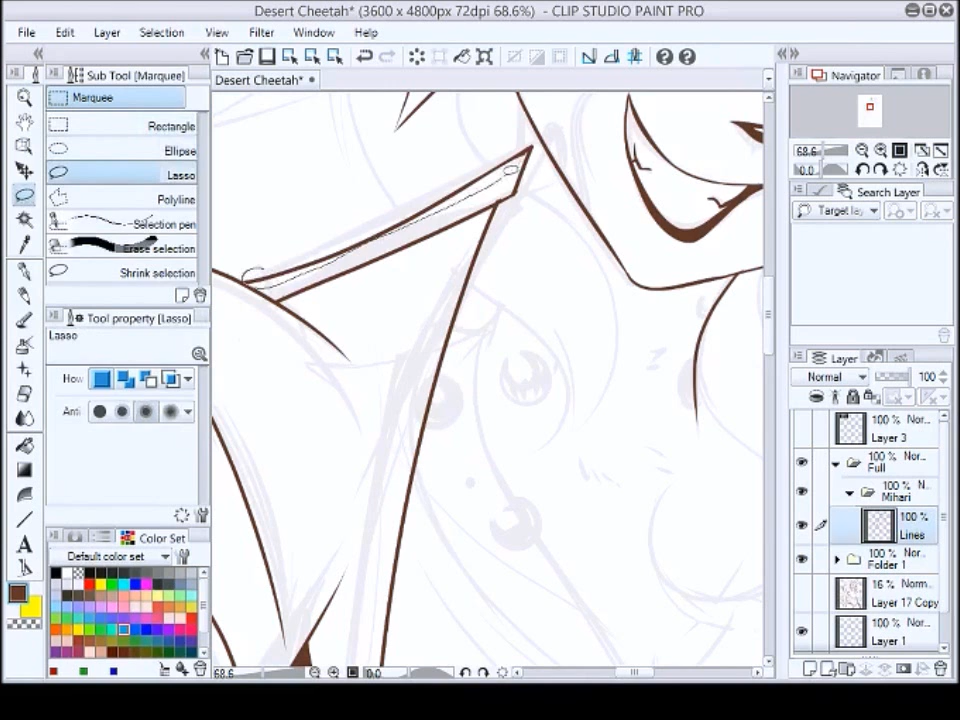 Desert Cheetah* (3600 x 4800px 72dpi 68.6%) - CLIP STUDIO PAINT PRO
File Edit Layer Selection View Filter Window Help
Sub Tool [Marquee]
Desert Cheetah*
Navigator
Marquee
Rectangle
Ellipse
Lasso
Polyline
Selection pen
Erase selection
Shrink selection
68.6
0.0
Search Layer
Target lay
Tool property [Lasso]
Lasso
How
Anti
Layer
Normal 100
100 % Nor...
Layer 3
100 % Nor...
Full
100 % N
Mihari
100 %
Lines
100 % Nor
Folder 1
16 % Norm
Layer 17 Copy
100 % Nor...
Layer 1
Color Set
Default color set
A
68.6 0.0